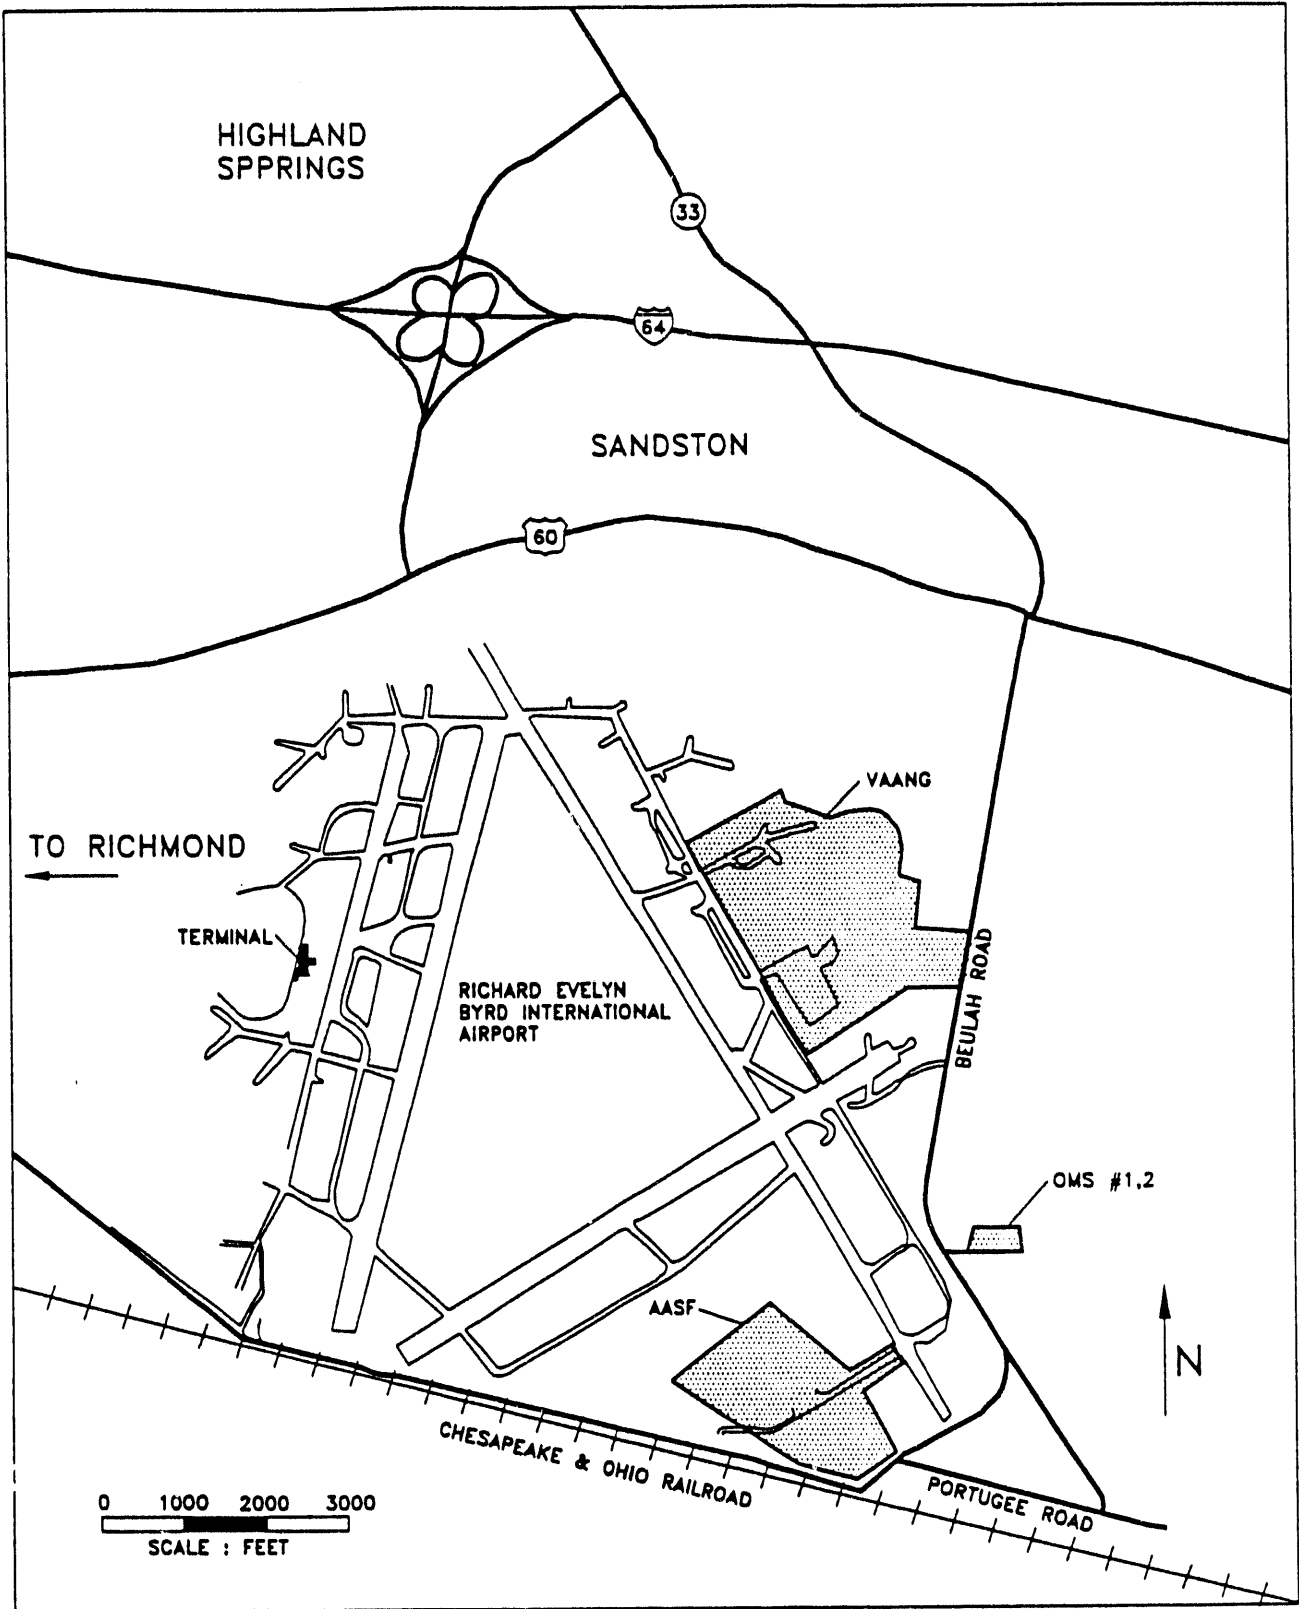 HIGHLAND
SPPRINGS
33
64
SANDSTON
60
VAANG
TO RICHMOND
TERMINAL
RICHARD EVELYN
BYRD INTERNATIONAL
AIRPORT
BEULAH ROAD
OMS #1,2
AASF
N
CHESAPEAKE & OHIO RAILROAD
PORTUGEE ROAD
0 1000 2000 3000
SCALE : FEET